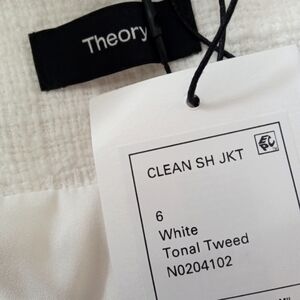 Theory
CLEAN SH JKT
6
White
Tonal Tweed
N0204102